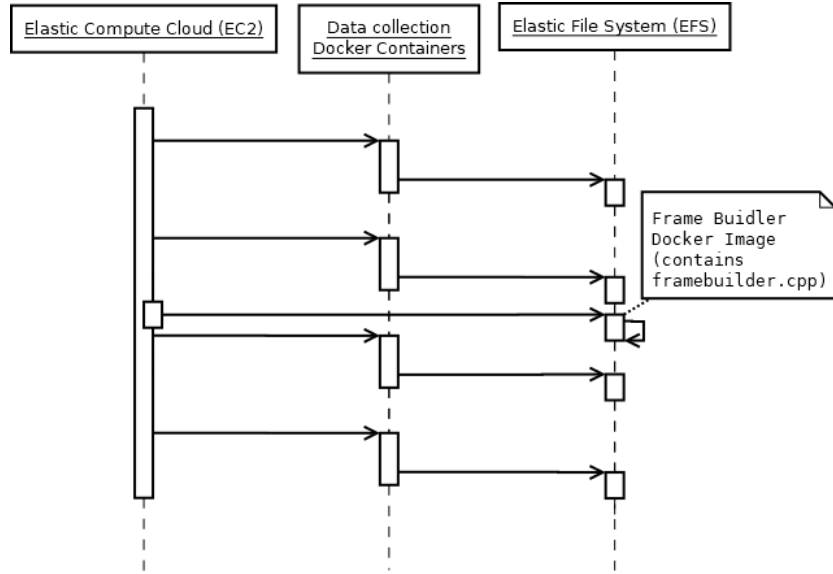 Elastic Compute Cloud (EC2)
Data collection
Docker Containers
Elastic File System (EFS)
Frame Buidler
Docker Image
(contains
framebuilder.cpp)